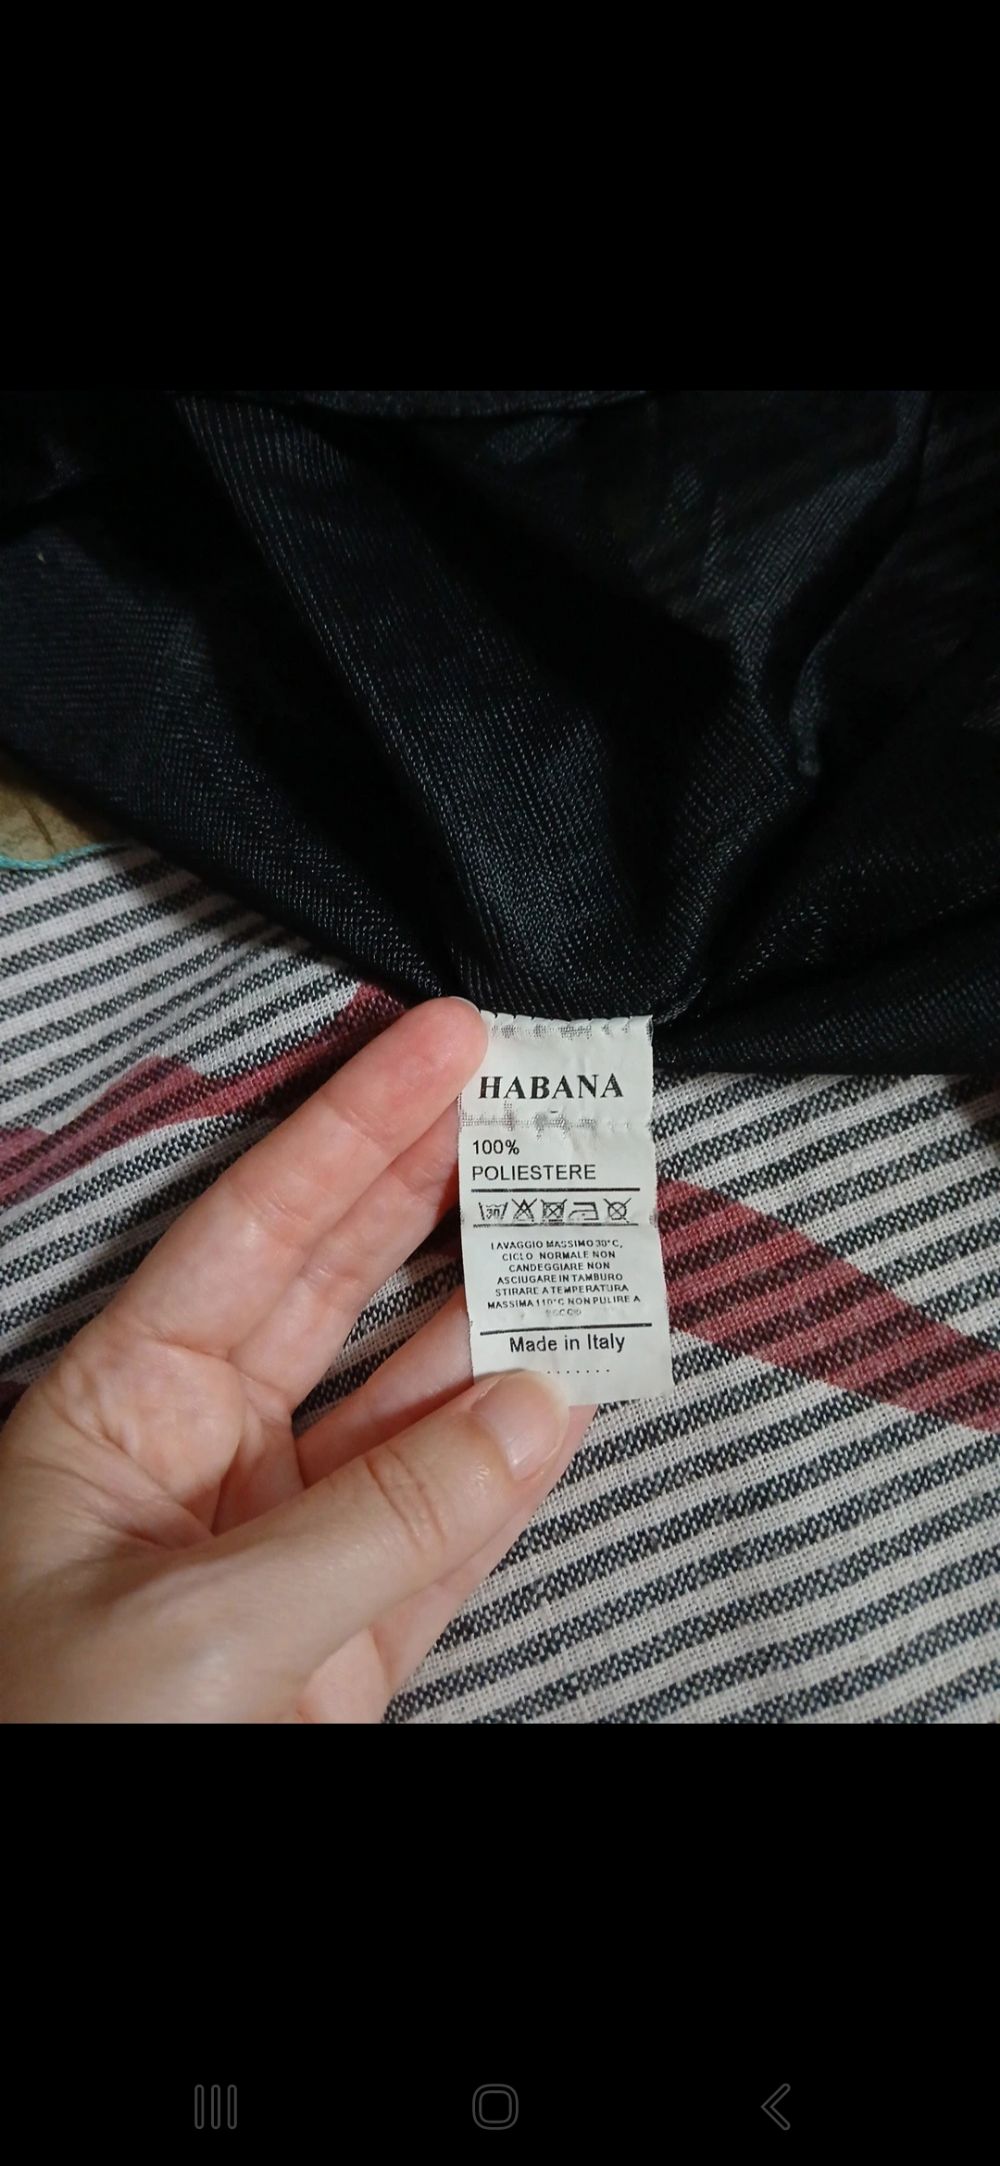 HABANA
100%
POLIESTERE
30
LAVAGGIO MASSIMO 30°C,
CICLO NORMALE NON
CANDEGGIARE NON
ASCIUGARE IN TAMBURO
STIRARE A TEMPERATURA
MASSIMA 110°C NON PULIRE A
Made in Italy